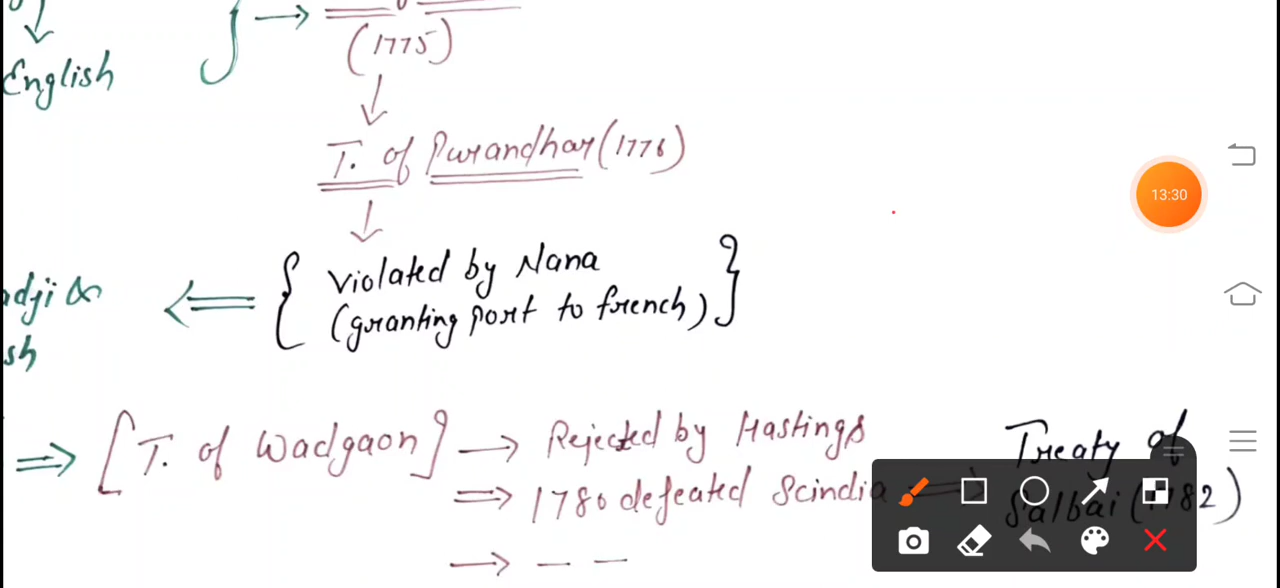 English
(1775)
T. of Purandhar (1776)
{ violated by Nana
(granting port to french) }
13:30
[T. of Wadgaon] → Rejected by Hastings
⇒ 1780 defeated Scindia ⇒ Treaty of
Salbai (1782)